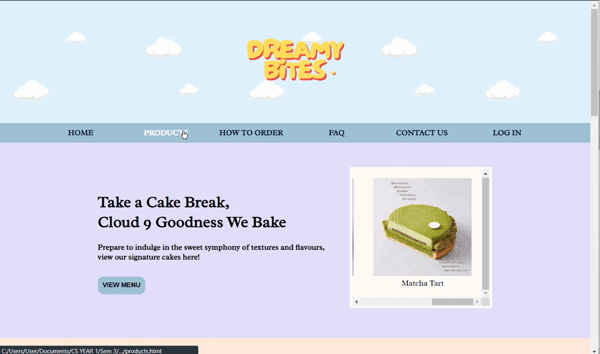 DREAMY
BiTES
HOME PRODUCTS HOW TO ORDER FAQ CONTACT US LOG IN
Take a Cake Break,
Cloud 9 Goodness We Bake
Prepare to indulge in the sweet symphony of textures and flavours,
view our signature cakes here!
VIEW MENU
Matcha Tart
C:/Users/User/Documents/CS YEAR 1/Sem 3/.../products.html